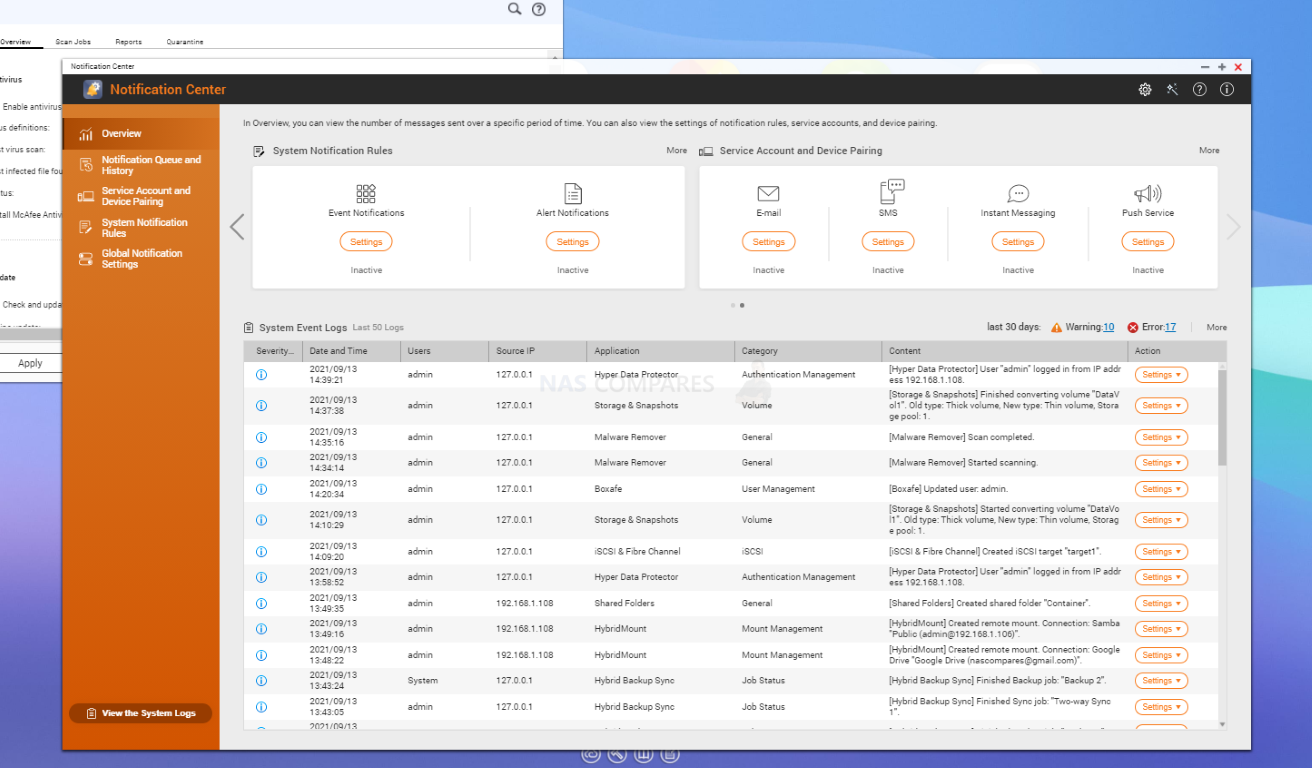 Overview Scan Jobs Reports Quarantine
tivirus
Enable antivirus
us definitions:
st virus scan:
st infected file fou
tus:
tall McAfee Antiv
date
Check and upda
Apply
Notification Center
Notification Center
Overview
Notification Queue and
History
Service Account and
Device Pairing
System Notification
Rules
Global Notification
Settings
View the System Logs
In Overview, you can view the number of messages sent over a specific period of time. You can also view the settings of notification rules, service accounts, and device pairing.
System Notification Rules More
Event Notifications Alert Notifications
Settings Settings
Inactive Inactive
Service Account and Device Pairing More
E-mail SMS Instant Messaging Push Service
Settings Settings Settings Settings
Inactive Inactive Inactive Inactive
System Event Logs Last 50 Logs last 30 days: Warning:10 Error:17 More
Severity... Date and Time Users Source IP Application Category Content Action
NAS COMPARES
2021/09/13 [Hyper Data Protector] User "admin" logged in from IP addr
14:39:21 admin 127.0.0.1 Hyper Data Protector Authentication Management ess 192.168.1.108. Settings
2021/09/13 [Storage & Snapshots] Finished converting volume "DataV
14:37:38 admin 127.0.0.1 Storage & Snapshots Volume ol1". Old type: Thick volume, New type: Thin volume, Stora Settings
ge pool: 1.
2021/09/13
14:35:16 admin 127.0.0.1 Malware Remover General [Malware Remover] Scan completed. Settings
2021/09/13
14:34:14 admin 127.0.0.1 Malware Remover General [Malware Remover] Started scanning. Settings
2021/09/13
14:20:34 admin 127.0.0.1 Boxafe User Management [Boxafe] Updated user: admin. Settings
2021/09/13 [Storage & Snapshots] Started converting volume "DataVo
14:10:29 admin 127.0.0.1 Storage & Snapshots Volume l1". Old type: Thick volume, New type: Thin volume, Storag Settings
e pool: 1.
2021/09/13
14:09:20 admin 127.0.0.1 iSCSI & Fibre Channel iSCSI [iSCSI & Fibre Channel] Created iSCSI target "target1". Settings
2021/09/13 [Hyper Data Protector] User "admin" logged in from IP addr
13:58:52 admin 127.0.0.1 Hyper Data Protector Authentication Management ess 192.168.1.108. Settings
2021/09/13
13:49:35 admin 192.168.1.108 Shared Folders General [Shared Folders] Created shared folder "Container". Settings
2021/09/13 [HybridMount] Created remote mount. Connection: Samba
13:49:16 admin 192.168.1.108 HybridMount Mount Management "Public (admin@192.168.1.106)". Settings
2021/09/13 [HybridMount] Created remote mount. Connection: Google
13:48:22 admin 192.168.1.108 HybridMount Mount Management Drive "Google Drive (nascompares@gmail.com)". Settings
2021/09/13
13:43:24 System 127.0.0.1 Hybrid Backup Sync Job Status [Hybrid Backup Sync] Finished Backup job: "Backup 2". Settings
2021/09/13 [Hybrid Backup Sync] Finished Sync job: "Two-way Sync
13:43:05 admin 127.0.0.1 Hybrid Backup Sync Job Status 1". Settings
2021/09/13